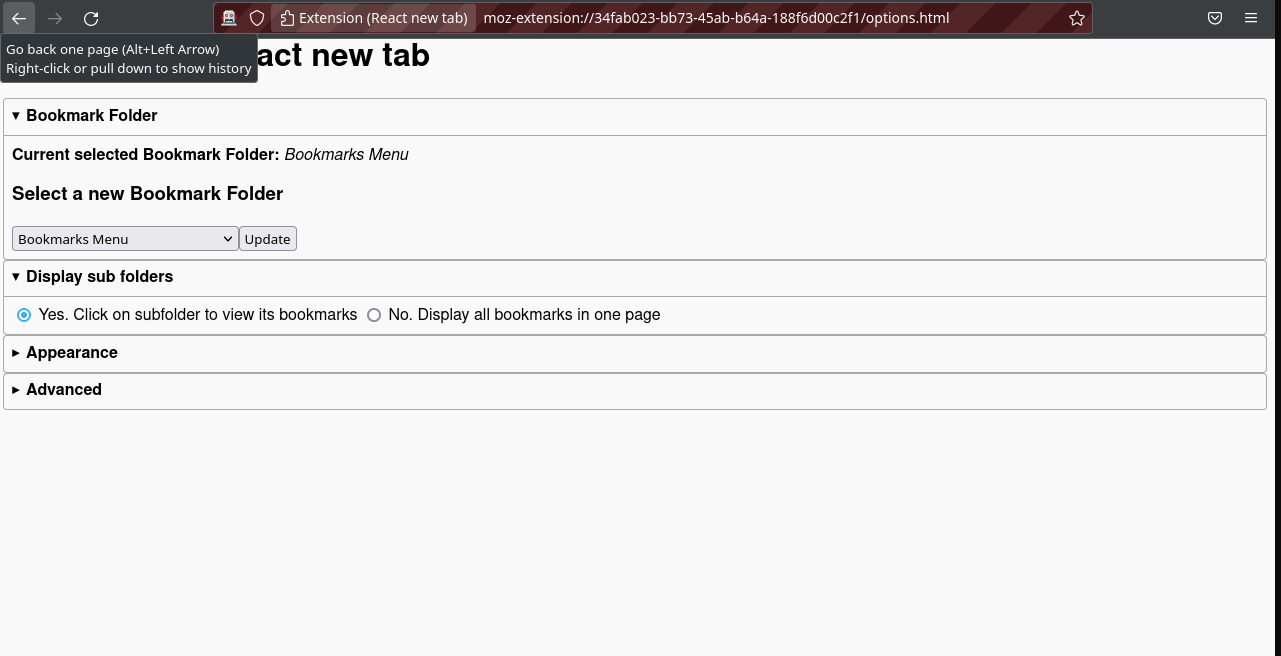 Extension (React new tab) moz-extension://34fab023-bb73-45ab-b64a-188f6d00c2f1/options.html
Go back one page (Alt+Left Arrow)
Right-click or pull down to show history
act new tab
Bookmark Folder
Current selected Bookmark Folder: Bookmarks Menu
Select a new Bookmark Folder
Bookmarks Menu Update
Display sub folders
Yes. Click on subfolder to view its bookmarks No. Display all bookmarks in one page
Appearance
Advanced